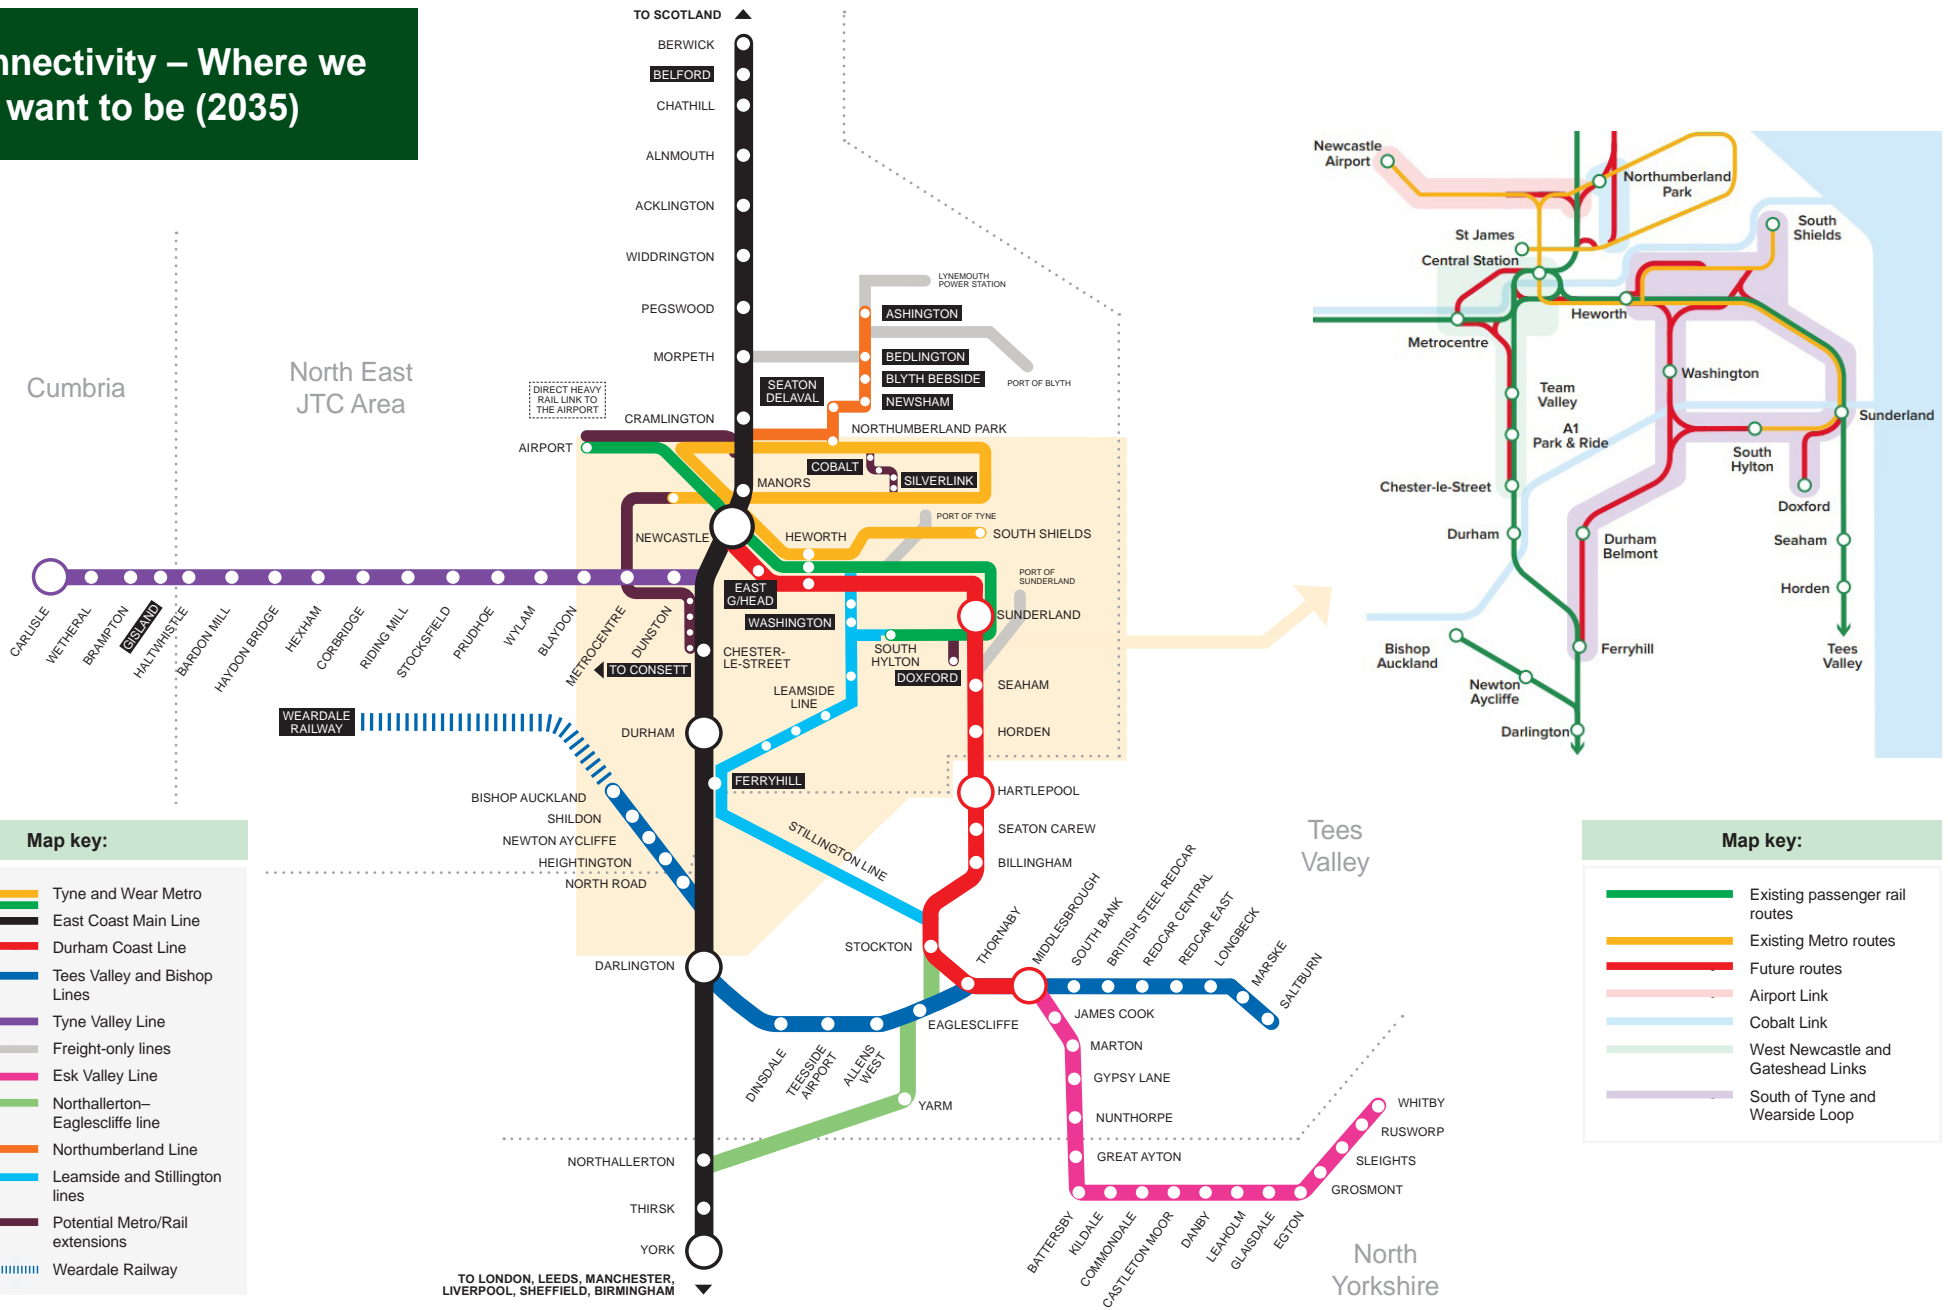 nnectivity – Where we
want to be (2035)
TO SCOTLAND
BERWICK
BELFORD
CHATHILL
ALNMOUTH
ACKLINGTON
WIDDRINGTON
PEGSWOOD
MORPETH
CRAMLINGTON
MANORS
NEWCASTLE
LYNEMOUTH
POWER STATION
ASHINGTON
BEDLINGTON
BLYTH BEBSIDE
NEWSHAM
SEATON
DELAVAL
PORT OF BLYTH
NORTHUMBERLAND PARK
DIRECT HEAVY
RAIL LINK TO
THE AIRPORT
AIRPORT
COBALT
SILVERLINK
PORT OF TYNE
HEWORTH
SOUTH SHIELDS
EAST
G/HEAD
WASHINGTON
PORT OF
SUNDERLAND
SUNDERLAND
SOUTH
HYLTON
DOXFORD
CHESTER-
LE-STREET
TO CONSETT
LEAMSIDE
LINE
SEAHAM
HORDEN
DURHAM
FERRYHILL
HARTLEPOOL
SEATON CAREW
BILLINGHAM
STILLINGTON LINE
STOCKTON
Cumbria
North East
JTC Area
CARLISLE
WETHERAL
BRAMPTON
GISLAND
HALTWHISTLE
BARDON MILL
HAYDON BRIDGE
HEXHAM
CORBRIDGE
RIDING MILL
STOCKSFIELD
PRUDHOE
WYLAM
BLAYDON
METROCENTRE
DUNSTON
WEARDALE
RAILWAY
BISHOP AUCKLAND
SHILDON
NEWTON AYCLIFFE
HEIGHTINGTON
NORTH ROAD
DARLINGTON
DINSDALE
TEESSIDE
AIRPORT
ALLENS
WEST
EAGLESCLIFFE
THORNABY
MIDDLESBROUGH
SOUTH BANK
BRITISH STEEL REDCAR
REDCAR CENTRAL
REDCAR EAST
LONGBECK
MARSKE
SALTBURN
JAMES COOK
MARTON
GYPSY LANE
NUNTHORPE
GREAT AYTON
BATTERSBY
KILDALE
COMMONDALE
CASTLETON MOOR
DANBY
LEAHOLM
GLAISDALE
EGTON
GROSMONT
SLEIGHTS
RUSWORP
WHITBY
YARM
NORTHALLERTON
THIRSK
YORK
TO LONDON, LEEDS, MANCHESTER,
LIVERPOOL, SHEFFIELD, BIRMINGHAM
Tees
Valley
North
Yorkshire
Map key:
Tyne and Wear Metro
East Coast Main Line
Durham Coast Line
Tees Valley and Bishop
Lines
Tyne Valley Line
Freight-only lines
Esk Valley Line
Northallerton–
Eaglescliffe line
Northumberland Line
Leamside and Stillington
lines
Potential Metro/Rail
extensions
Weardale Railway
Newcastle
Airport
Northumberland
Park
St James
Central Station
South
Shields
Heworth
Metrocentre
Washington
Team
Valley
A1
Park & Ride
Sunderland
South
Hylton
Chester-le-Street
Doxford
Durham
Durham
Belmont
Seaham
Horden
Bishop
Auckland
Ferryhill
Tees
Valley
Newton
Aycliffe
Darlington
Map key:
Existing passenger rail
routes
Existing Metro routes
Future routes
Airport Link
Cobalt Link
West Newcastle and
Gateshead Links
South of Tyne and
Wearside Loop